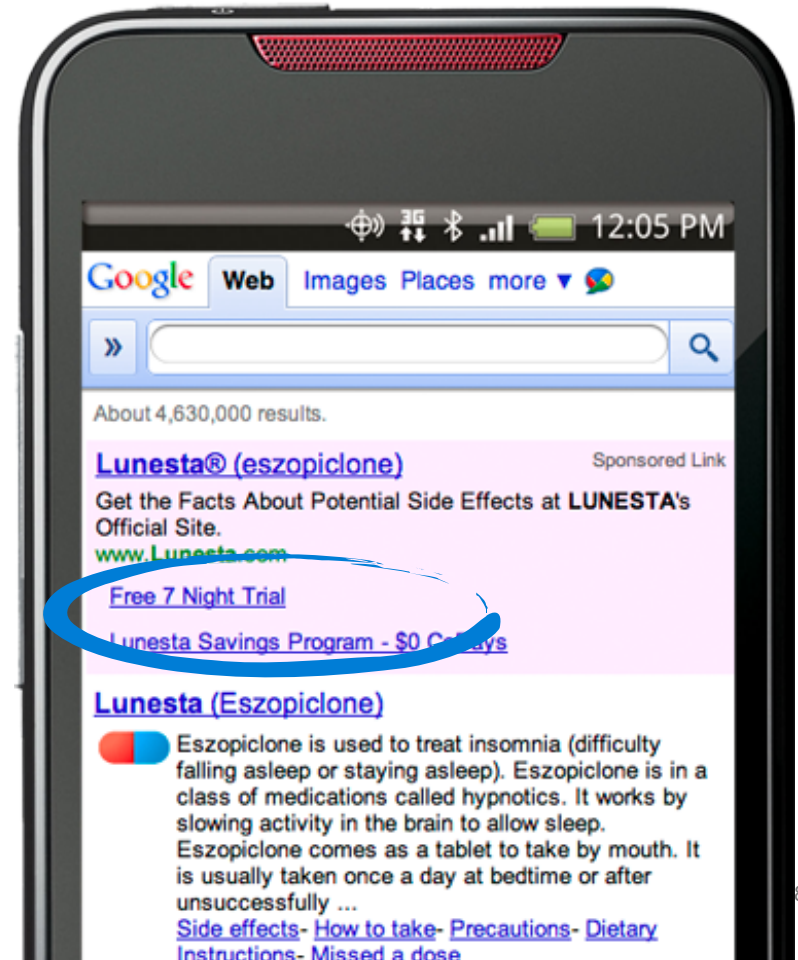 3G
12:05 PM
Google Web Images Places more ▼
»
About 4,630,000 results.
Lunesta® (eszopiclone) Sponsored Link
Get the Facts About Potential Side Effects at LUNESTA's
Official Site.
www.Lunesta.com
Free 7 Night Trial
Lunesta Savings Program - $0 CoPays
Lunesta (Eszopiclone)
Eszopiclone is used to treat insomnia (difficulty
falling asleep or staying asleep). Eszopiclone is in a
class of medications called hypnotics. It works by
slowing activity in the brain to allow sleep.
Eszopiclone comes as a tablet to take by mouth. It
is usually taken once a day at bedtime or after
unsuccessfully ...
Side effects- How to take- Precautions- Dietary
Instructions- Missed a dose